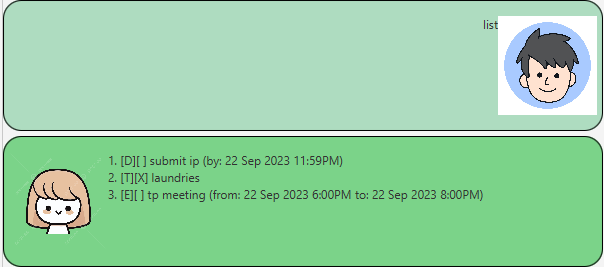 list
1. [D][ ] submit ip (by: 22 Sep 2023 11:59PM)
2. [T][X] laundries
3. [E][ ] tp meeting (from: 22 Sep 2023 6:00PM to: 22 Sep 2023 8:00PM)